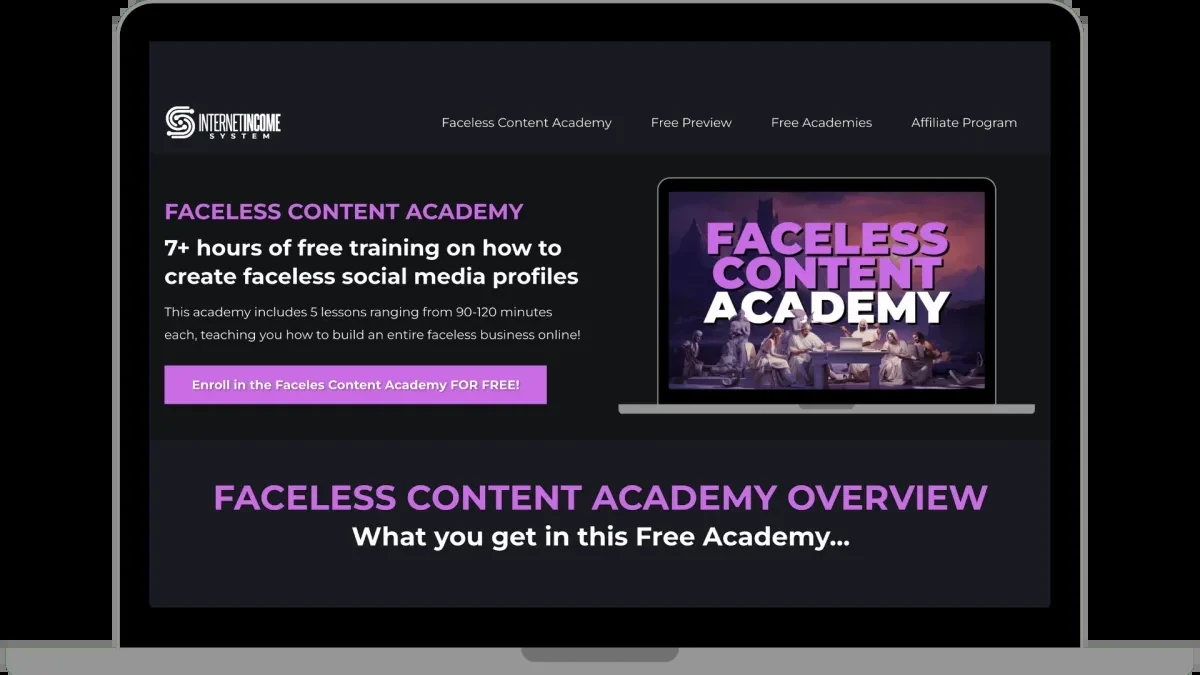 INTERNETINCOME
SYSTEM
Faceless Content Academy
Free Preview
Free Academies
Affiliate Program
FACELESS CONTENT ACADEMY
7+ hours of free training on how to
create faceless social media profiles
This academy includes 5 lessons ranging from 90-120 minutes
each, teaching you how to build an entire faceless business online!
Enroll in the Faceles Content Academy FOR FREE!
FACELESS
CONTENT
ACADEMY
FACELESS CONTENT ACADEMY OVERVIEW
What you get in this Free Academy...